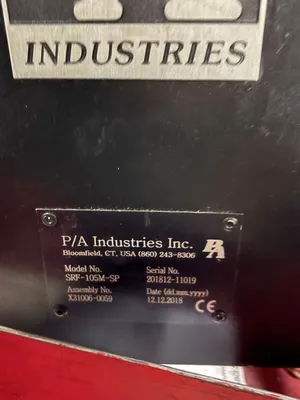 INDUSTRIES
P/A Industries Inc. PA
Bloomfield, CT, USA (860) 243-8306
Model No. Serial No.
SRF-105M-SP 201812-11019
Assembly No. Date (dd.mm.yyyy)
X31006-0059 12.12.2018 CE